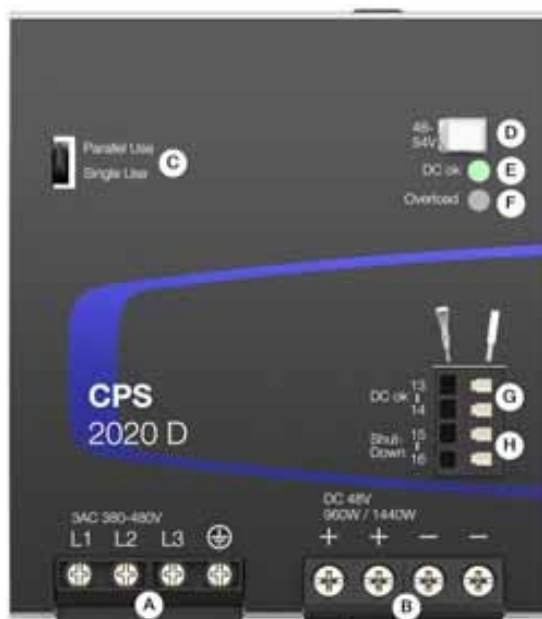 48-
54V
D
Parallel Use
Single Use
C
DC ok
E
Overload
F
CPS
2020 D
DC ok
13
14
G
Shut-
Down
15
16
H
3AC 380-480V
L1 L2 L3
A
DC 48V
960W / 1440W
+ + − −
B